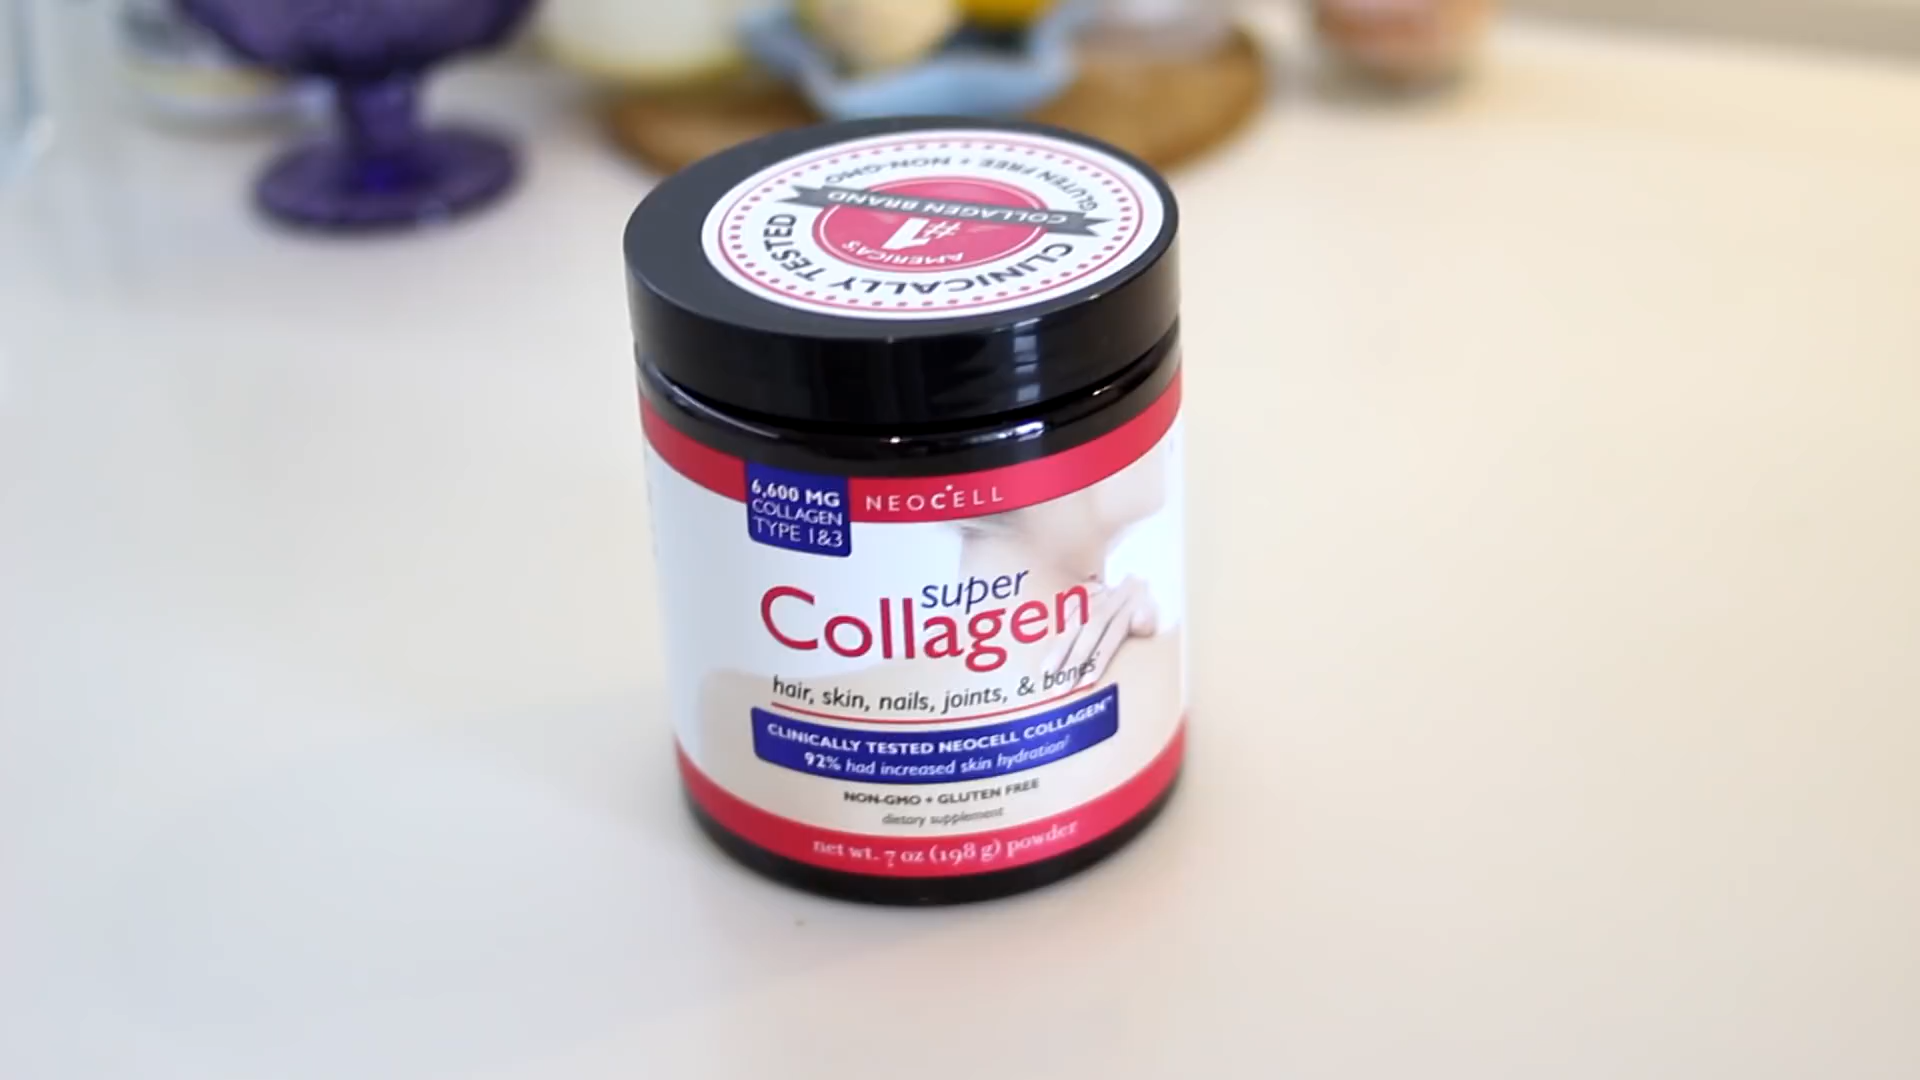 CLINICALLY TESTED
GLUTEN FREE + NON-GMO
AMERICA'S
#1
COLLAGEN BRAND
6,600 MG
COLLAGEN
TYPE 1&3
NEOCELL
super
Collagen™
hair, skin, nails, joints, & bones*
CLINICALLY TESTED NEOCELL COLLAGEN™
92% had increased skin hydration†
NON-GMO + GLUTEN FREE
dietary supplement
net wt. 7 oz (198 g) powder